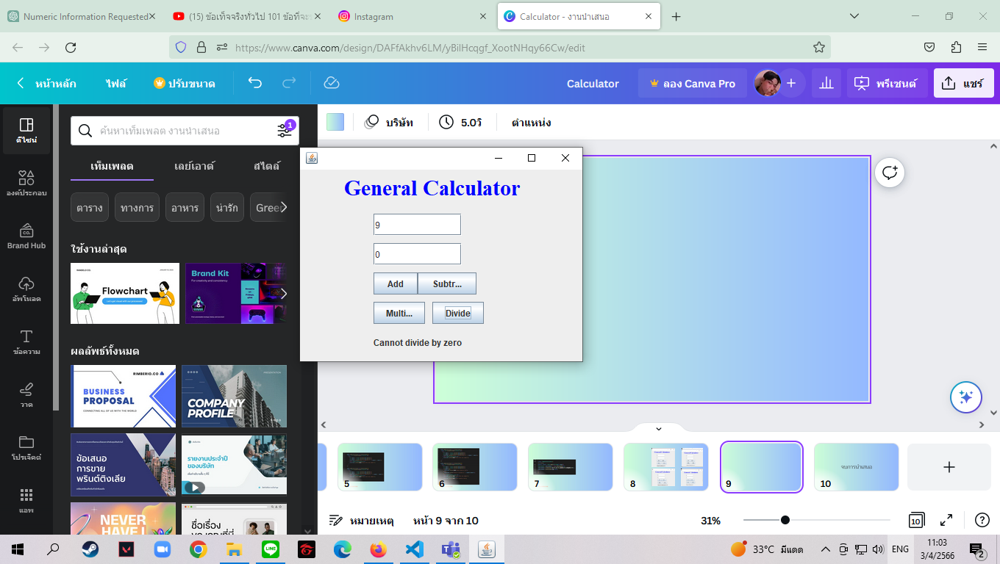 Numeric Information Requested
(15) ข้อเท็จจริงทั่วไป 101 ข้อที่จะ
Instagram
Calculator - งานนำเสนอ
https://www.canva.com/design/DAFfAkhv6LM/yBilHcqgf_XootNHqy66Cw/edit
หน้าหลัก
ไฟล์
ปรับขนาด
Calculator
ลอง Canva Pro
พรีเซนต์
แชร์
ดีไซน์
องค์ประกอบ
Brand Hub
อัพโหลด
ข้อความ
วาด
โปรเจ็คต์
แอพ
ค้นหาเท็มเพลต งานนำเสนอ
1
เท็มเพลต
เลย์เอาต์
สไตล์
ตาราง
ทางการ
อาหาร
น่ารัก
Gree
ใช้งานล่าสุด
Flowchart
Brand Kit
ผลลัพธ์ทั้งหมด
RIMBERIO.CO
BUSINESS
PROPOSAL
CONNECTING ALL OF US WITH THE WORLD
COMPANY
PROFILE
ข้อเสนอ
การขาย
พรินต์ติงเลีย
รายงานประจำปี
ของบริษัท
NEVER
HAVE I
ชื่อเรื่อง
บริษัท
5.0วิ
ตำแหน่ง
General Calculator
9
0
Add
Subtr...
Multi...
Divide
Cannot divide by zero
5
6
7
8
9
10
จบการนำเสนอ
หมายเหตุ
หน้า 9 จาก 10
31%
10
33°C มีแดด
ENG
11:03
3/4/2566
2